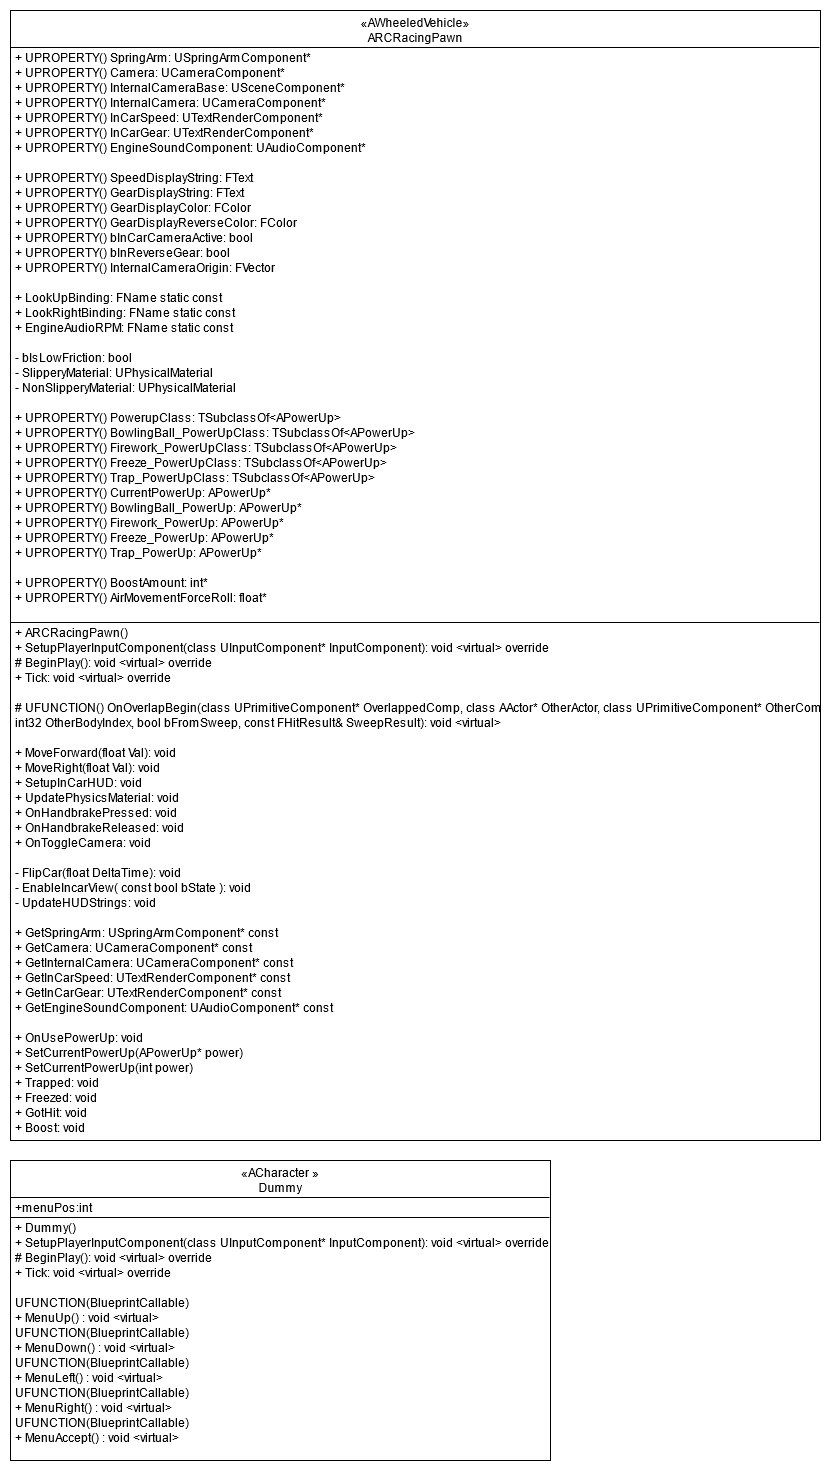 «AWheeledVehicle»
ARCRacingPawn
+ UPROPERTY() SpringArm: USpringArmComponent*
+ UPROPERTY() Camera: UCameraComponent*
+ UPROPERTY() InternalCameraBase: USceneComponent*
+ UPROPERTY() InternalCamera: UCameraComponent*
+ UPROPERTY() InCarSpeed: UTextRenderComponent*
+ UPROPERTY() InCarGear: UTextRenderComponent*
+ UPROPERTY() EngineSoundComponent: UAudioComponent*
+ UPROPERTY() SpeedDisplayString: FText
+ UPROPERTY() GearDisplayString: FText
+ UPROPERTY() GearDisplayColor: FColor
+ UPROPERTY() GearDisplayReverseColor: FColor
+ UPROPERTY() bInCarCameraActive: bool
+ UPROPERTY() bInReverseGear: bool
+ UPROPERTY() InternalCameraOrigin: FVector
+ LookUpBinding: FName static const
+ LookRightBinding: FName static const
+ EngineAudioRPM: FName static const
- bIsLowFriction: bool
- SlipperyMaterial: UPhysicalMaterial
- NonSlipperyMaterial: UPhysicalMaterial
+ UPROPERTY() PowerupClass: TSubclassOf<APowerUp>
+ UPROPERTY() BowlingBall_PowerUpClass: TSubclassOf<APowerUp>
+ UPROPERTY() Firework_PowerUpClass: TSubclassOf<APowerUp>
+ UPROPERTY() Freeze_PowerUpClass: TSubclassOf<APowerUp>
+ UPROPERTY() Trap_PowerUpClass: TSubclassOf<APowerUp>
+ UPROPERTY() CurrentPowerUp: APowerUp*
+ UPROPERTY() BowlingBall_PowerUp: APowerUp*
+ UPROPERTY() Firework_PowerUp: APowerUp*
+ UPROPERTY() Freeze_PowerUp: APowerUp*
+ UPROPERTY() Trap_PowerUp: APowerUp*
+ UPROPERTY() BoostAmount: int*
+ UPROPERTY() AirMovementForceRoll: float*
+ ARCRacingPawn()
+ SetupPlayerInputComponent(class UInputComponent* InputComponent): void <virtual> override
# BeginPlay(): void <virtual> override
+ Tick: void <virtual> override
# UFUNCTION() OnOverlapBegin(class UPrimitiveComponent* OverlappedComp, class AActor* OtherActor, class UPrimitiveComponent* OtherCom
int32 OtherBodyIndex, bool bFromSweep, const FHitResult& SweepResult): void <virtual>
+ MoveForward(float Val): void
+ MoveRight(float Val): void
+ SetupInCarHUD: void
+ UpdatePhysicsMaterial: void
+ OnHandbrakePressed: void
+ OnHandbrakeReleased: void
+ OnToggleCamera: void
- FlipCar(float DeltaTime): void
- EnableIncarView( const bool bState ): void
- UpdateHUDStrings: void
+ GetSpringArm: USpringArmComponent* const
+ GetCamera: UCameraComponent* const
+ GetInternalCamera: UCameraComponent* const
+ GetInCarSpeed: UTextRenderComponent* const
+ GetInCarGear: UTextRenderComponent* const
+ GetEngineSoundComponent: UAudioComponent* const
+ OnUsePowerUp: void
+ SetCurrentPowerUp(APowerUp* power)
+ SetCurrentPowerUp(int power)
+ Trapped: void
+ Freezed: void
+ GotHit: void
+ Boost: void
«ACharacter »
Dummy
+menuPos:int
+ Dummy()
+ SetupPlayerInputComponent(class UInputComponent* InputComponent): void <virtual> override
# BeginPlay(): void <virtual> override
+ Tick: void <virtual> override
UFUNCTION(BlueprintCallable)
+ MenuUp() : void <virtual>
UFUNCTION(BlueprintCallable)
+ MenuDown() : void <virtual>
UFUNCTION(BlueprintCallable)
+ MenuLeft() : void <virtual>
UFUNCTION(BlueprintCallable)
+ MenuRight() : void <virtual>
UFUNCTION(BlueprintCallable)
+ MenuAccept() : void <virtual>